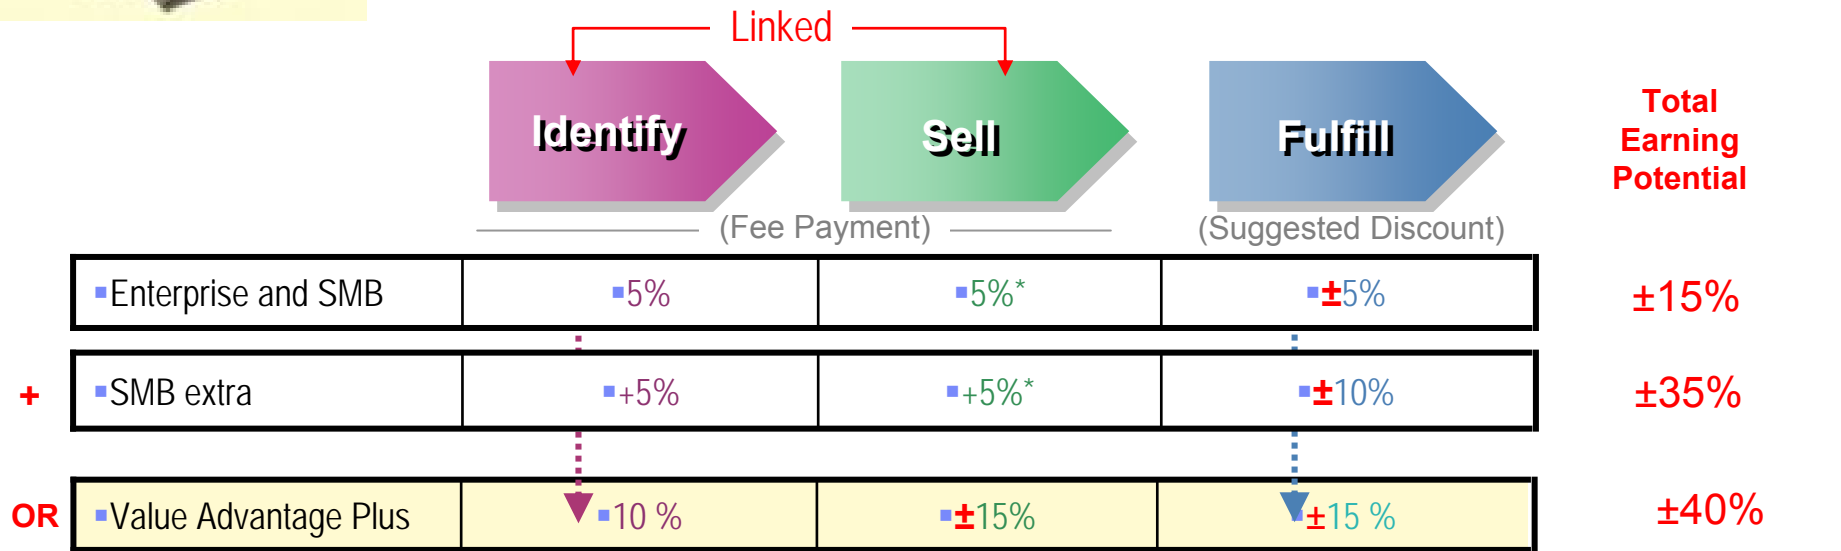 Linked
Identify
Sell
Fulfill
Total
Earning
Potential
(Fee Payment)
(Suggested Discount)
▪Enterprise and SMB ▪5% ▪5%* ▪±5% ±15%
+ ▪SMB extra ▪+5% ▪+5%* ▪±10% ±35%
OR ▪Value Advantage Plus ▪10 % ▪±15% ▪±15 % ±40%